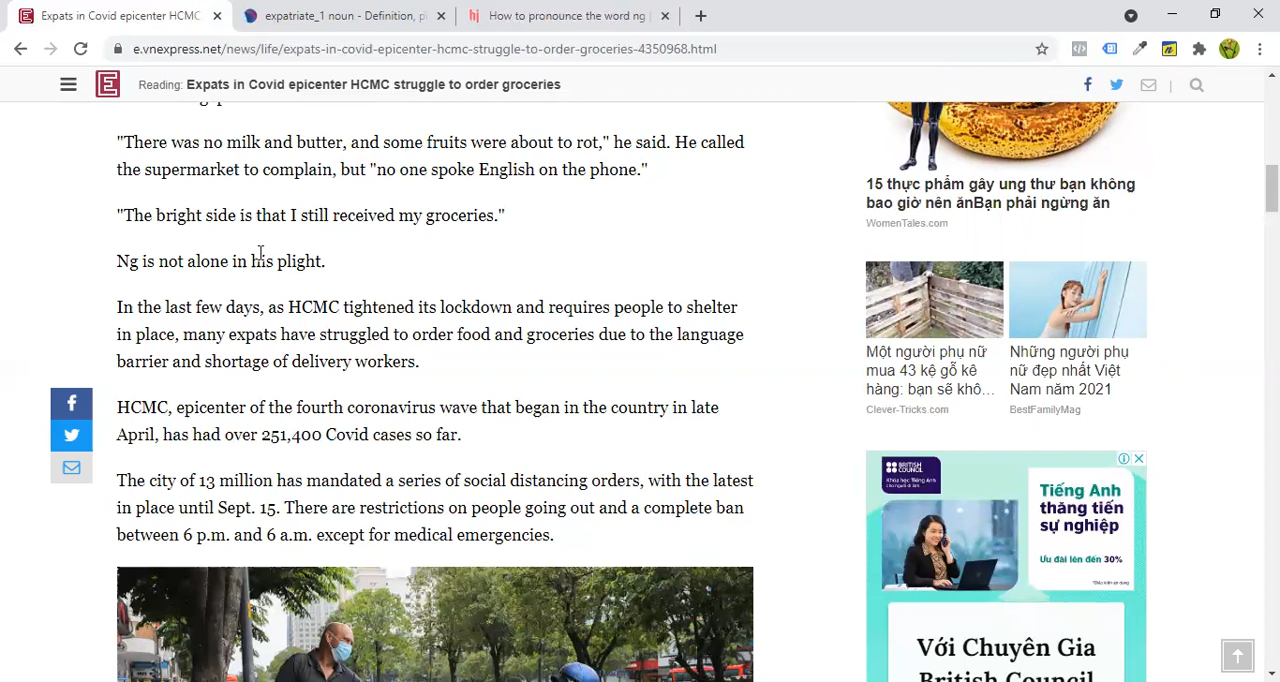 Expats in Covid epicenter HCMC
expatriate_1 noun - Definition, p
How to pronounce the word ng
e.vnexpress.net/news/life/expats-in-covid-epicenter-hcmc-struggle-to-order-groceries-4350968.html
Reading: Expats in Covid epicenter HCMC struggle to order groceries
"There was no milk and butter, and some fruits were about to rot," he said. He called
the supermarket to complain, but "no one spoke English on the phone."
"The bright side is that I still received my groceries."
Ng is not alone in his plight.
In the last few days, as HCMC tightened its lockdown and requires people to shelter
in place, many expats have struggled to order food and groceries due to the language
barrier and shortage of delivery workers.
HCMC, epicenter of the fourth coronavirus wave that began in the country in late
April, has had over 251,400 Covid cases so far.
The city of 13 million has mandated a series of social distancing orders, with the latest
in place until Sept. 15. There are restrictions on people going out and a complete ban
between 6 p.m. and 6 a.m. except for medical emergencies.
15 thực phẩm gây ung thư bạn không
bao giờ nên ănBạn phải ngừng ăn
WomenTales.com
Một người phụ nữ
mua 43 kệ gỗ kê
hàng: bạn sẽ khô...
Clever-Tricks.com
Những người phụ
nữ đẹp nhất Việt
Nam năm 2021
BestFamilyMag
BRITISH
COUNCIL
Tiếng Anh
thăng tiến
sự nghiệp
Ưu đãi lên đến 30%
Với Chuyên Gia
British Council